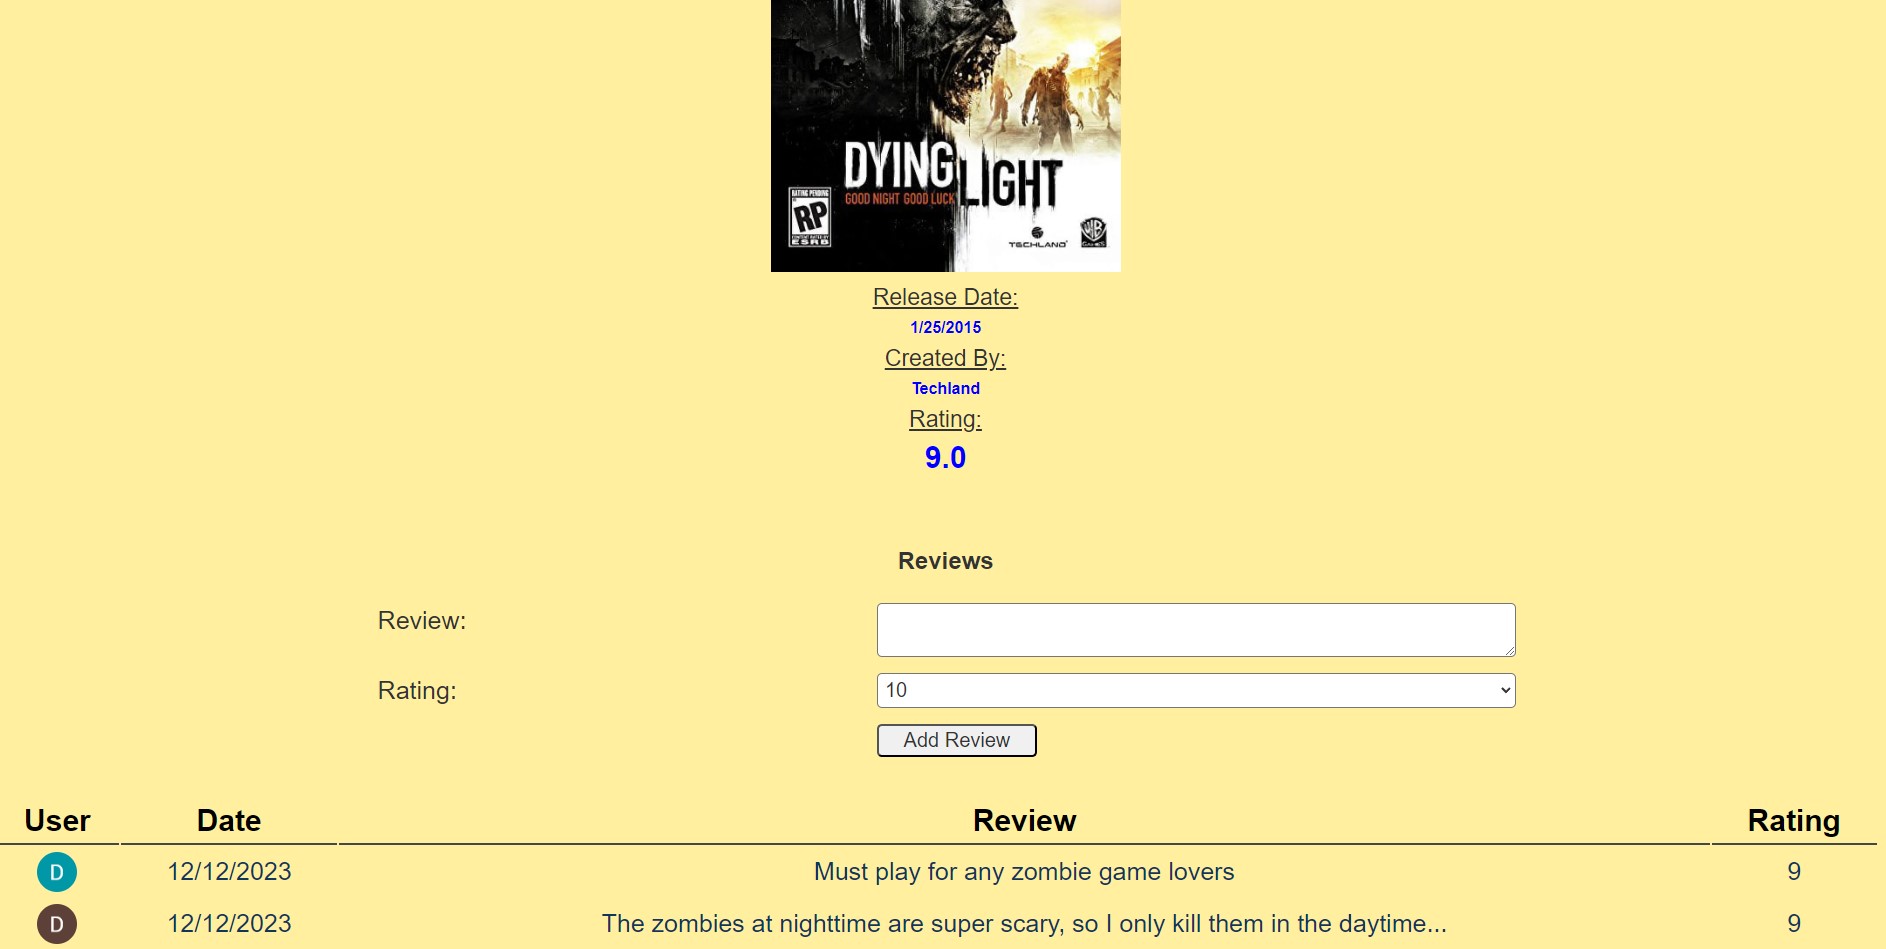 DYING LIGHT
GOOD NIGHT GOOD LUCK
RATING PENDING
RP
CONTENT RATED BY
ESRB
TECHLAND
WB
GAMES
Release Date:
1/25/2015
Created By:
Techland
Rating:
9.0
Reviews
Review:
Rating:
10
Add Review
User Date Review Rating
D 12/12/2023 Must play for any zombie game lovers 9
D 12/12/2023 The zombies at nighttime are super scary, so I only kill them in the daytime... 9